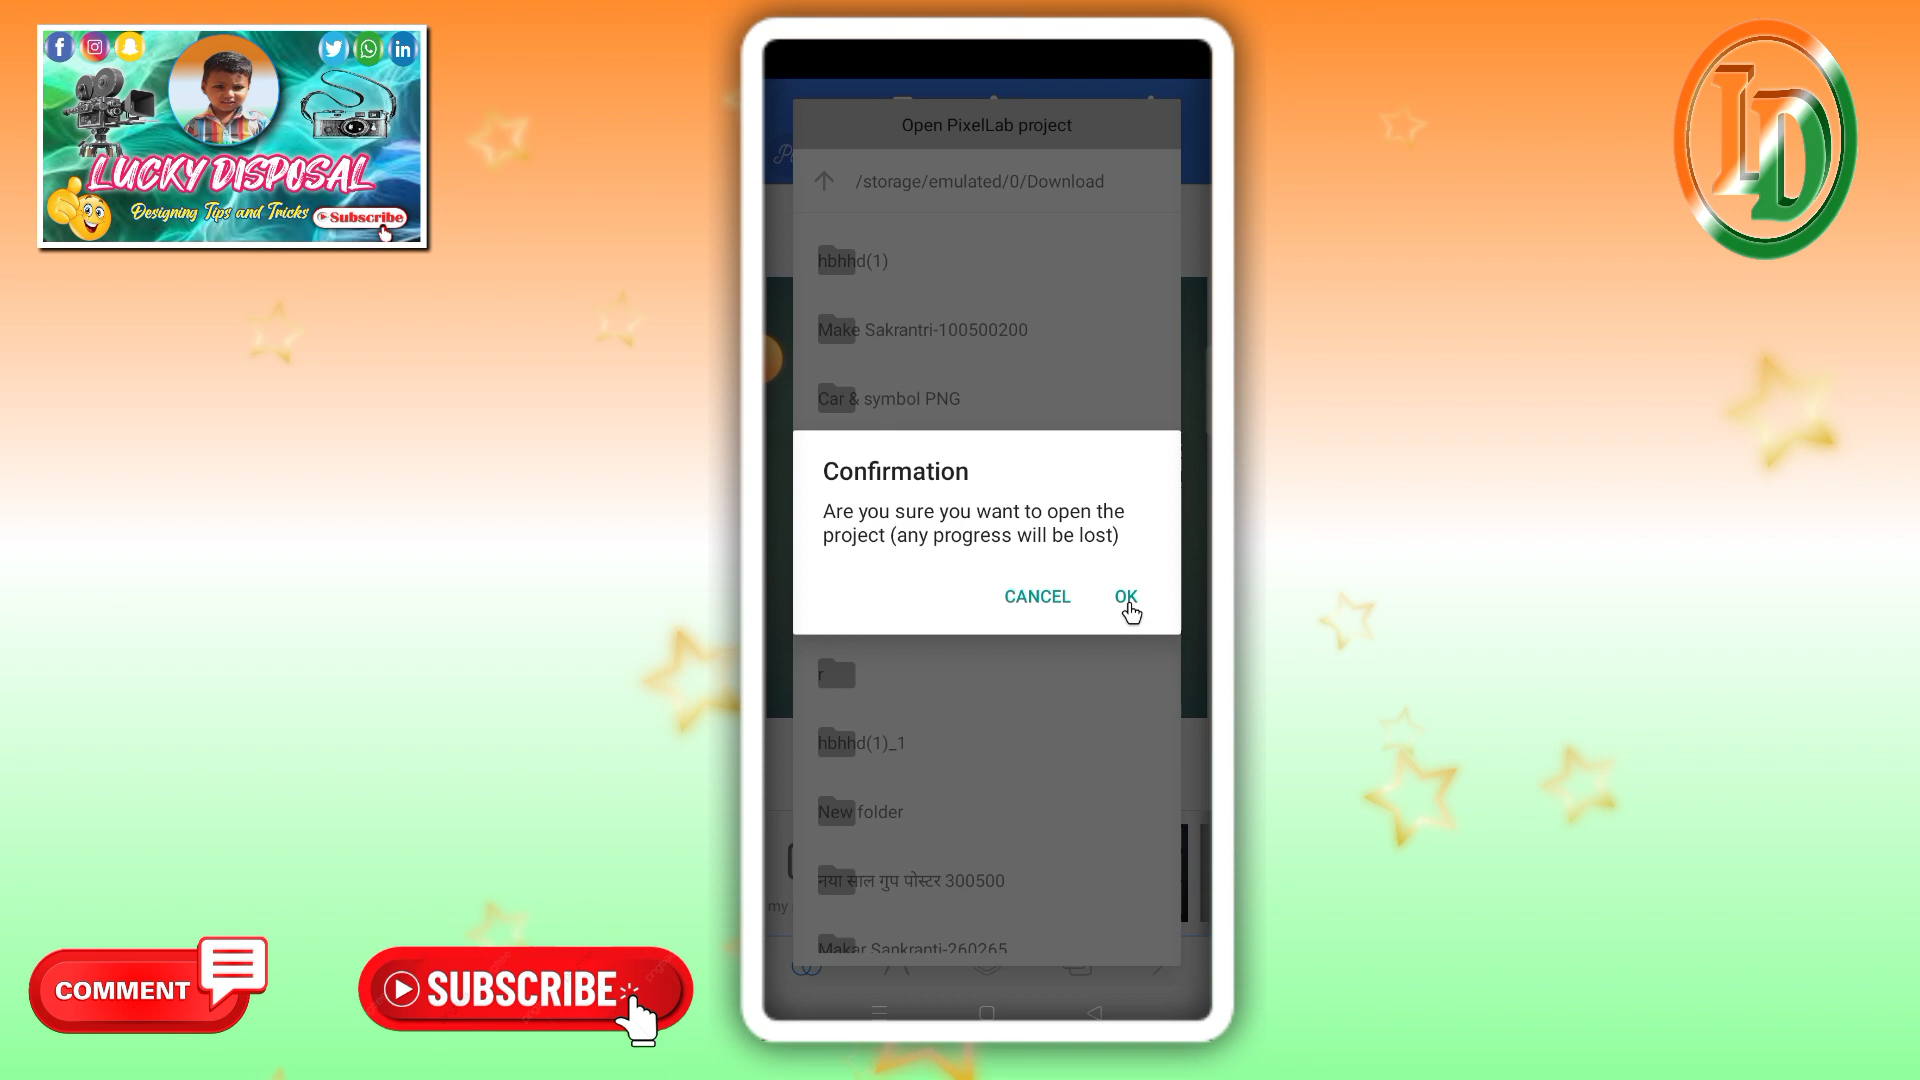 LUCKY DISPOSAL
Designing Tips and Tricks
Subscribe
LD
Open PixelLab project
/storage/emulated/0/Download
hbhhd(1)
Make Sakrantri-100500200
Car & symbol PNG
Confirmation
Are you sure you want to open the
project (any progress will be lost)
CANCEL
OK
r
hbhhd(1)_1
New folder
नया साल गुप पोस्टर 300500
my
Makar Sankranti-260265
COMMENT
SUBSCRIBE